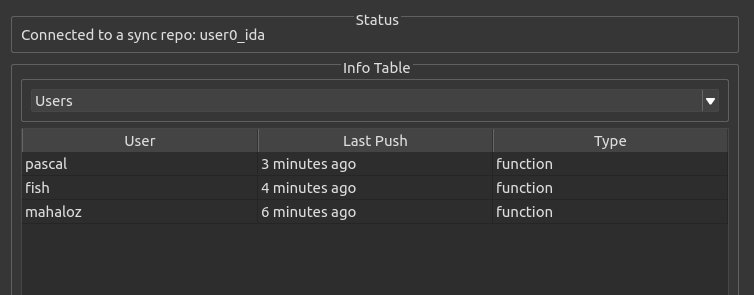 Status
Connected to a sync repo: user0_ida
Info Table
Users
User Last Push Type
pascal 3 minutes ago function
fish 4 minutes ago function
mahaloz 6 minutes ago function